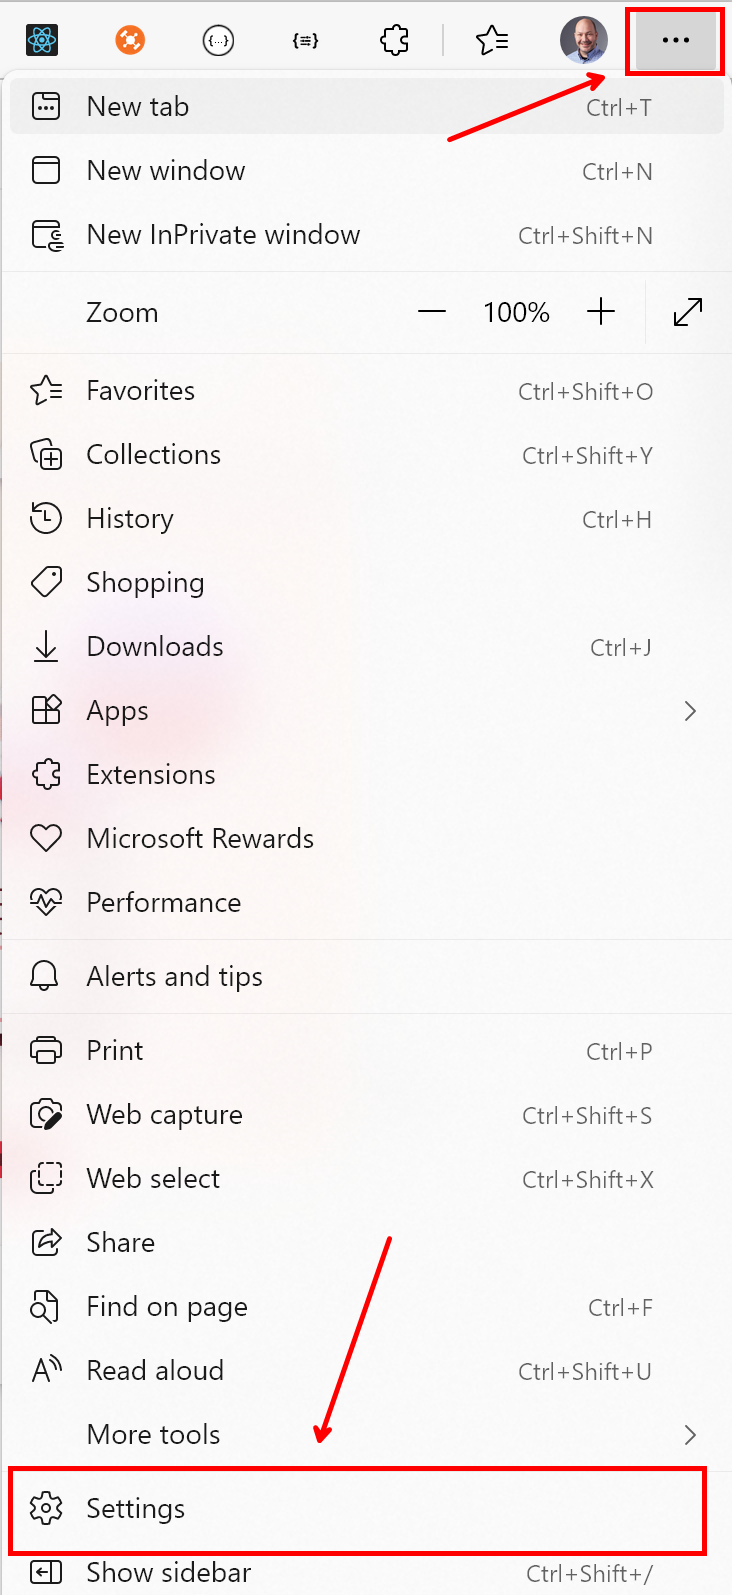 {...}
New tab Ctrl+T
New window Ctrl+N
New InPrivate window Ctrl+Shift+N
Zoom — 100% +
Favorites Ctrl+Shift+O
Collections Ctrl+Shift+Y
History Ctrl+H
Shopping
Downloads Ctrl+J
Apps
Extensions
Microsoft Rewards
Performance
Alerts and tips
Print Ctrl+P
Web capture Ctrl+Shift+S
Web select Ctrl+Shift+X
Share
Find on page Ctrl+F
Read aloud Ctrl+Shift+U
More tools
Settings
Show sidebar Ctrl+Shift+/